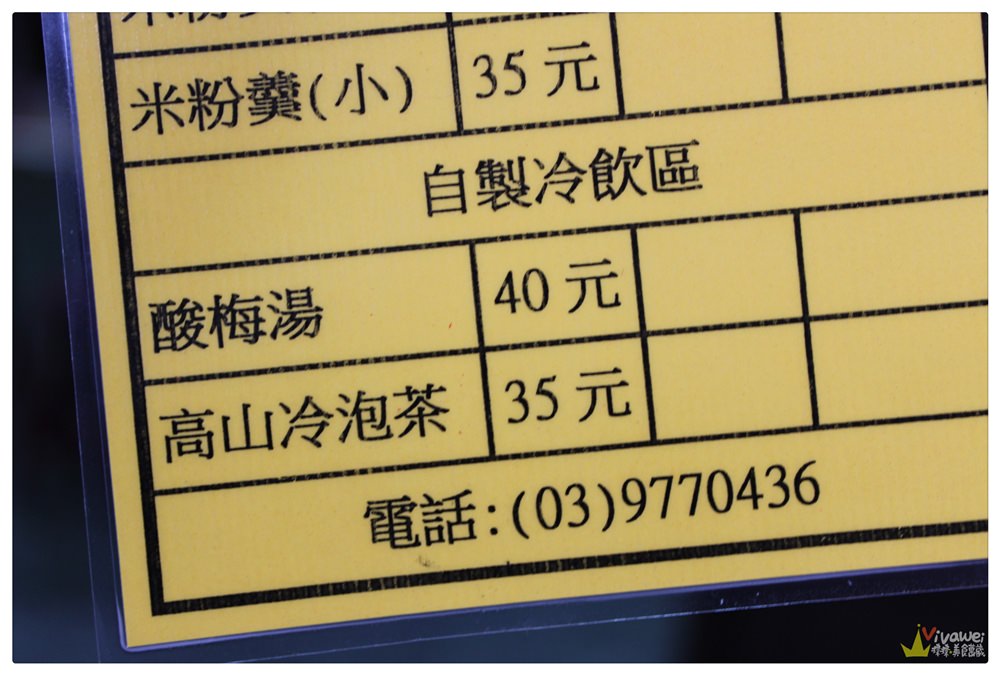 米粉羹(小) 35元
自製冷飲區
酸梅湯 40元
高山冷泡茶 35元
電話:(03)9770436
Vivawei